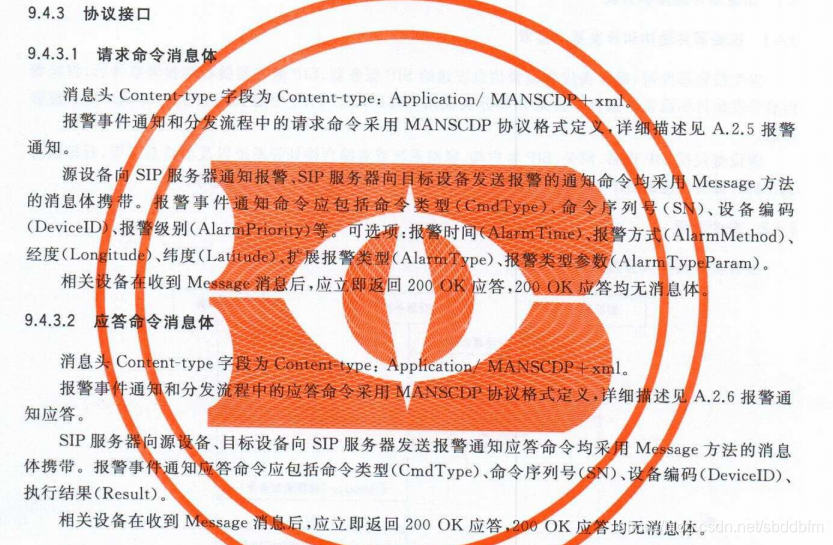 9.4.3 协议接口
9.4.3.1 请求命令消息体
消息头 Content-type 字段为 Content-type：Application/ MANSCDP+xml。
报警事件通知和分发流程中的请求命令采用 MANSCDP 协议格式定义，详细描述见 A.2.5 报警
通知。
源设备向 SIP 服务器通知报警、SIP 服务器向目标设备发送报警的通知命令均采用 Message 方法
的消息体携带。报警事件通知命令应包括命令类型（CmdType）、命令序列号（SN）、设备编码
（DeviceID）、报警级别（AlarmPriority）等。可选项：报警时间（AlarmTime）、报警方式（AlarmMethod）、
经度（Longitude）、纬度（Latitude）、扩展报警类型（AlarmType）、报警类型参数（AlarmTypeParam）。
相关设备在收到 Message 消息后，应立即返回 200 OK 应答，200 OK 应答均无消息体。
9.4.3.2 应答命令消息体
消息头 Content-type 字段为 Content-type：Application/ MANSCDP+xml。
报警事件通知和分发流程中的应答命令采用 MANSCDP 协议格式定义，详细描述见 A.2.6 报警通
知应答。
SIP 服务器向源设备、目标设备向 SIP 服务器发送报警通知应答命令均采用 Message 方法的消息
体携带。报警事件通知应答命令应包括命令类型（CmdType）、命令序列号（SN）、设备编码（DeviceID）、
执行结果（Result）。
相关设备在收到 Message 消息后，应立即返回 200 OK 应答，200 OK 应答均无消息体。